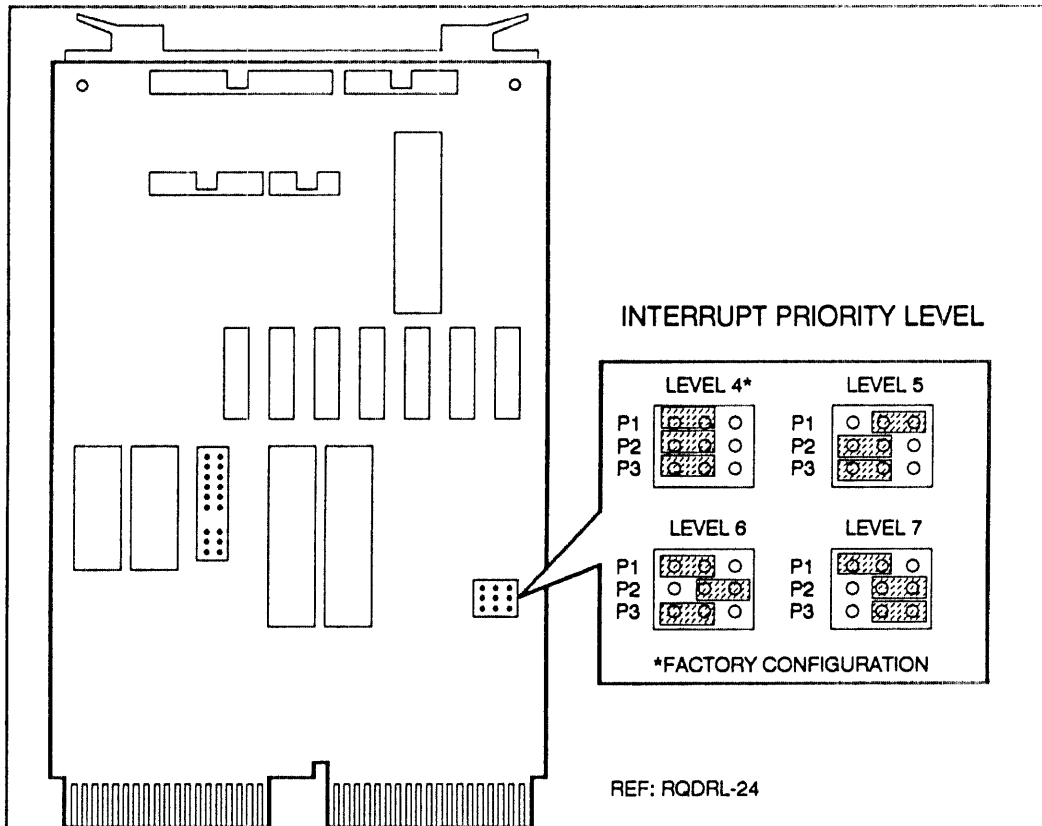 INTERRUPT PRIORITY LEVEL
LEVEL 4*
P1
P2
P3
LEVEL 5
P1
P2
P3
LEVEL 6
P1
P2
P3
LEVEL 7
P1
P2
P3
*FACTORY CONFIGURATION
REF: RQDRL-24